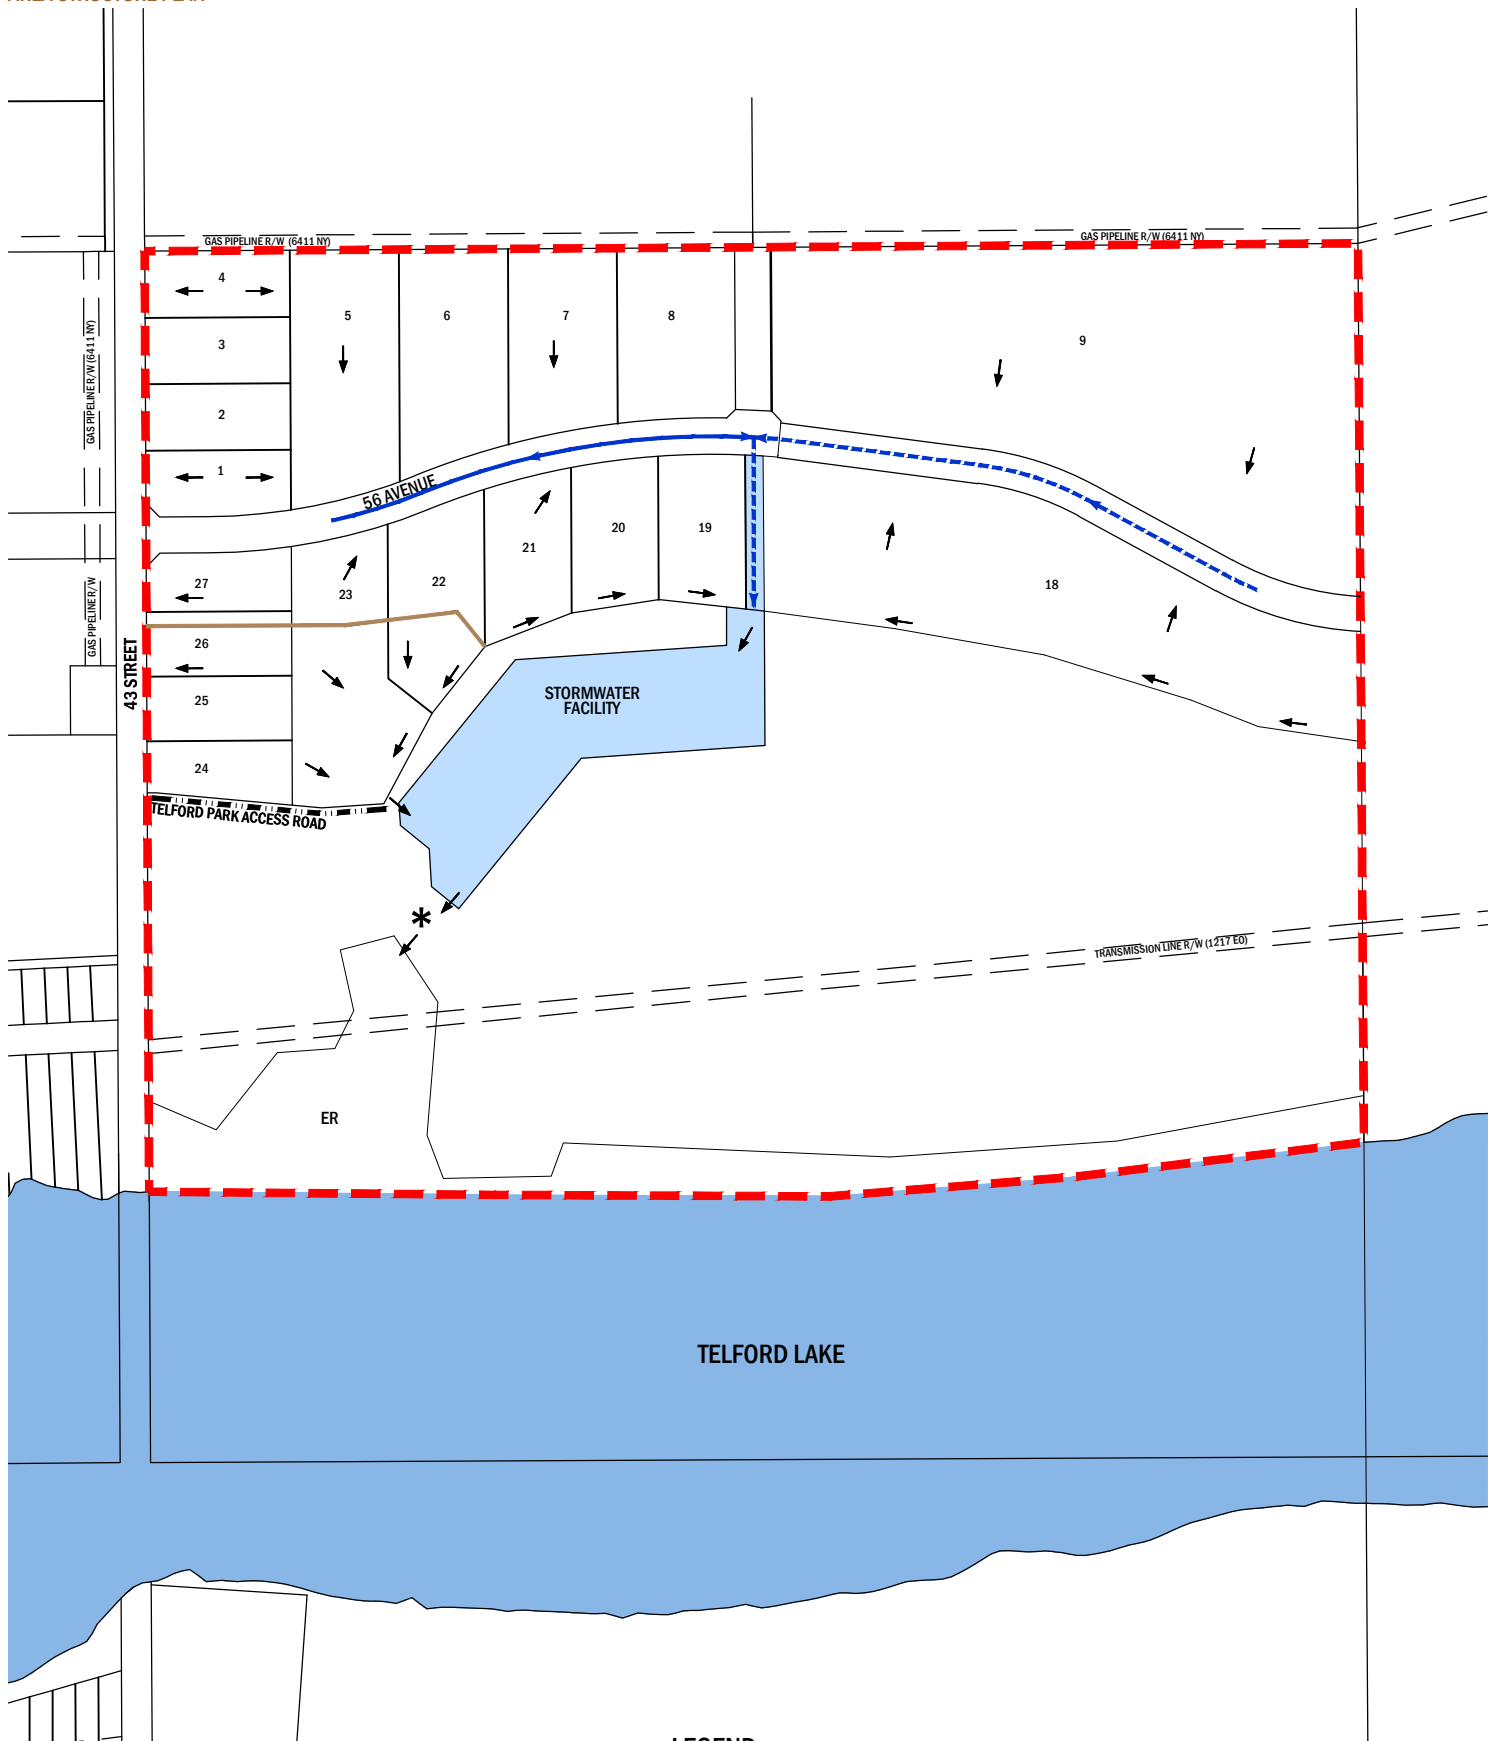 GAS PIPELINE R/W (6411 NY)
GAS PIPELINE R/W (6411 NY)
4
5
6
7
8
9
3
GAS PIPELINE R/W (6411 NY)
2
1
56 AVENUE
27
23
22
21
20
19
18
GAS PIPELINE R/W
26
43 STREET
25
STORMWATER
FACILITY
24
TELFORD PARK ACCESS ROAD
*
TRANSMISSION LINE R/W (1217 EO)
ER
TELFORD LAKE
LEGEND